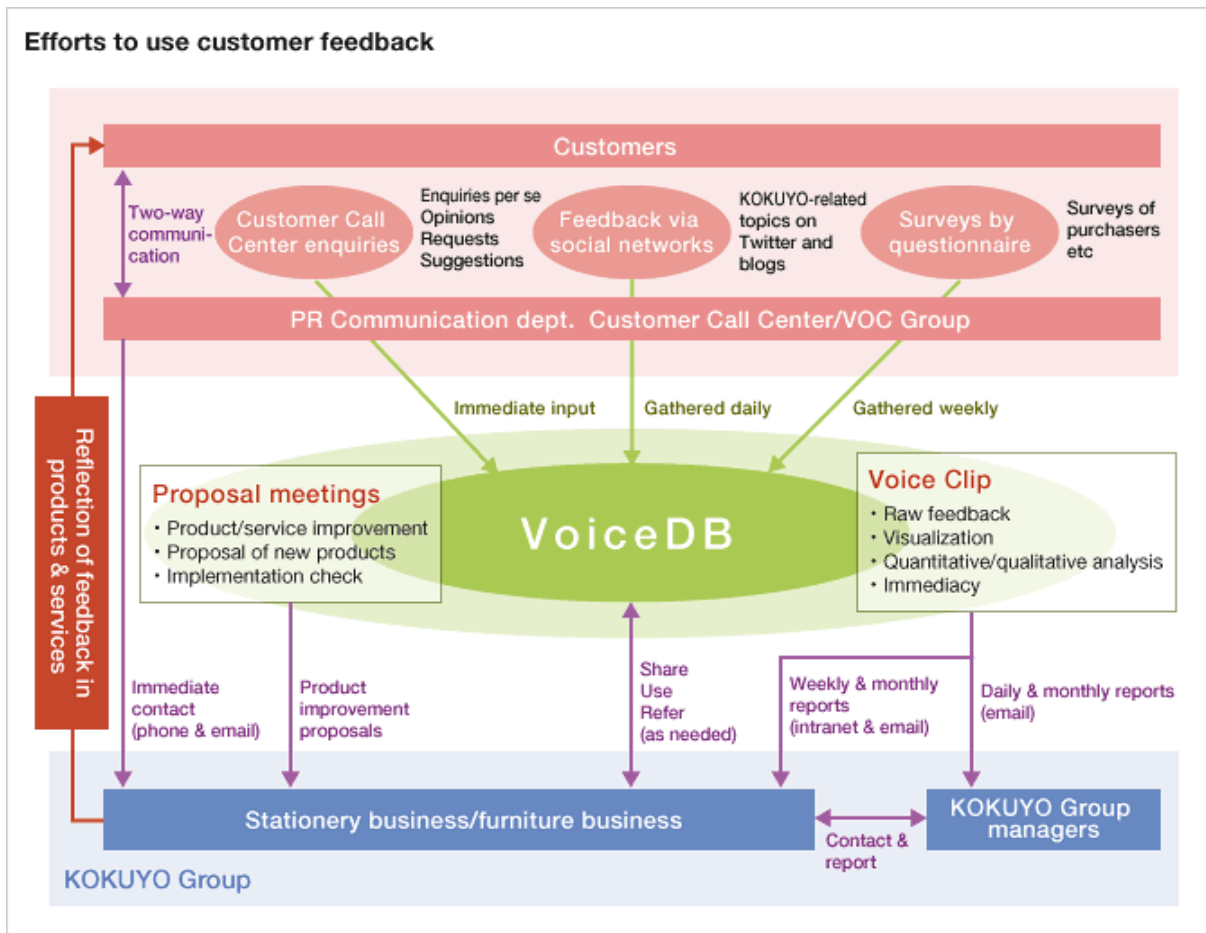 Efforts to use customer feedback
Customers
Two-way
communi-
cation
Customer Call
Center enquiries
Enquiries per se
Opinions
Requests
Suggestions
Feedback via
social networks
KOKUYO-related
topics on
Twitter and
blogs
Surveys by
questionnaire
Surveys of
purchasers
etc
PR Communication dept. Customer Call Center/VOC Group
Immediate input
Gathered daily
Gathered weekly
Reflection of feedback in
products & services
Proposal meetings
・Product/service improvement
・Proposal of new products
・Implementation check
VoiceDB
Voice Clip
・Raw feedback
・Visualization
・Quantitative/qualitative analysis
・Immediacy
Immediate
contact
(phone & email)
Product
improvement
proposals
Share
Use
Refer
(as needed)
Weekly & monthly
reports
(intranet & email)
Daily & monthly reports
(email)
Stationery business/furniture business
Contact &
report
KOKUYO Group
managers
KOKUYO Group